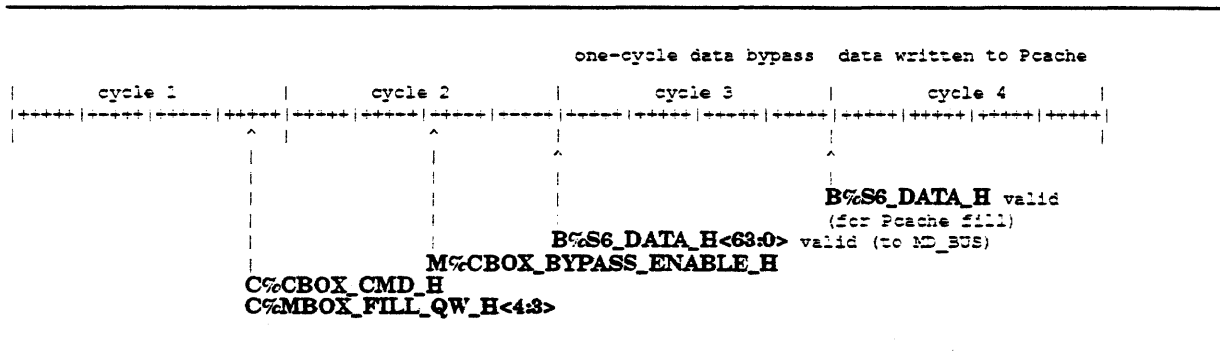 one-cycle data bypass data written to Pcache
| cycle 1 | cycle 2 | cycle 3 | cycle 4 |
|+++++|+++++|+++++|+++++|+++++|+++++|+++++|+++++|+++++|+++++|+++++|+++++|+++++|+++++|+++++|+++++|
B%S6_DATA_H valid
(for Pcache fill)
B%S6_DATA_H<63:0> valid (to MD_BUS)
M%CBOX_BYPASS_ENABLE_H
C%CBOX_CMD_H
C%MBOX_FILL_QW_H<4:3>